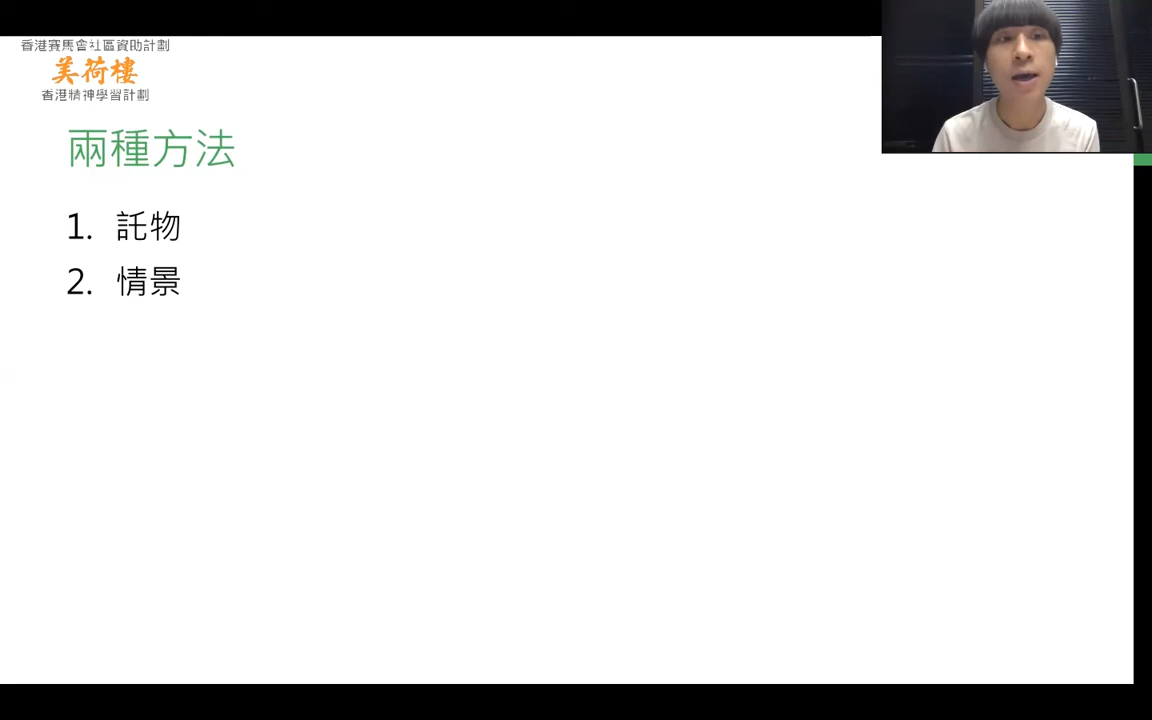 香港賽馬會社區資助計劃
美荷樓
香港精神學習計劃
兩種方法
1. 託物
2. 情景